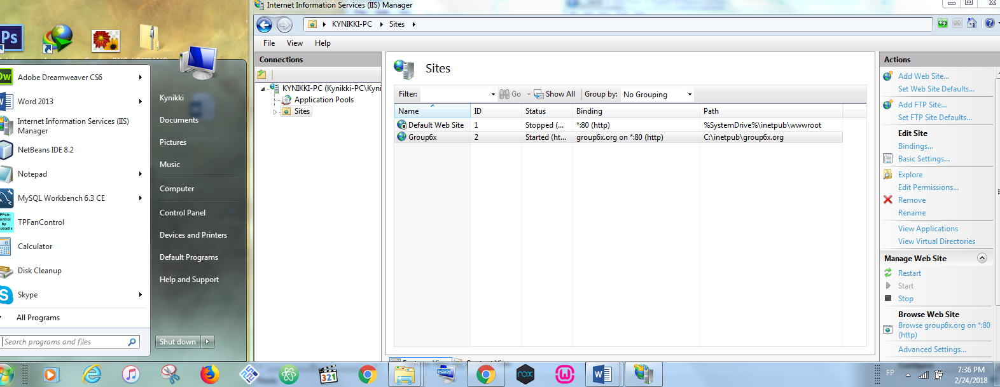 Internet Information Services (IIS) Manager
KYNIKKI-PC
Sites
File
View
Help
Ps
Connections
KYNIKKI-PC (Kynikki-PC\Kyni
Application Pools
Sites
Sites
Filter:
Go
Show All
Group by:
No Grouping
Name
ID
Status
Binding
Path
Default Web Site
1
Stopped (...
*:80 (http)
%SystemDrive%\inetpub\wwwroot
Group6x
2
Started (ht...
group6x.org on *:80 (http)
C:\inetpub\group6x.org
Actions
Add Web Site...
Set Web Site Defaults...
Add FTP Site...
Set FTP Site Defaults...
Edit Site
Bindings...
Basic Settings...
Explore
Edit Permissions...
Remove
Rename
View Applications
View Virtual Directories
Manage Web Site
Restart
Start
Stop
Browse Web Site
Browse group6x.org on *:80
(http)
Advanced Settings...
Adobe Dreamweaver CS6
Word 2013
Internet Information Services (IIS)
Manager
NetBeans IDE 8.2
Notepad
MySQL Workbench 6.3 CE
TPFanControl
Calculator
Disk Cleanup
Skype
All Programs
Search programs and files
Kynikki
Documents
Pictures
Music
Computer
Control Panel
Devices and Printers
Default Programs
Help and Support
Shut down
321
nox
FP
7:36 PM
2/24/2018